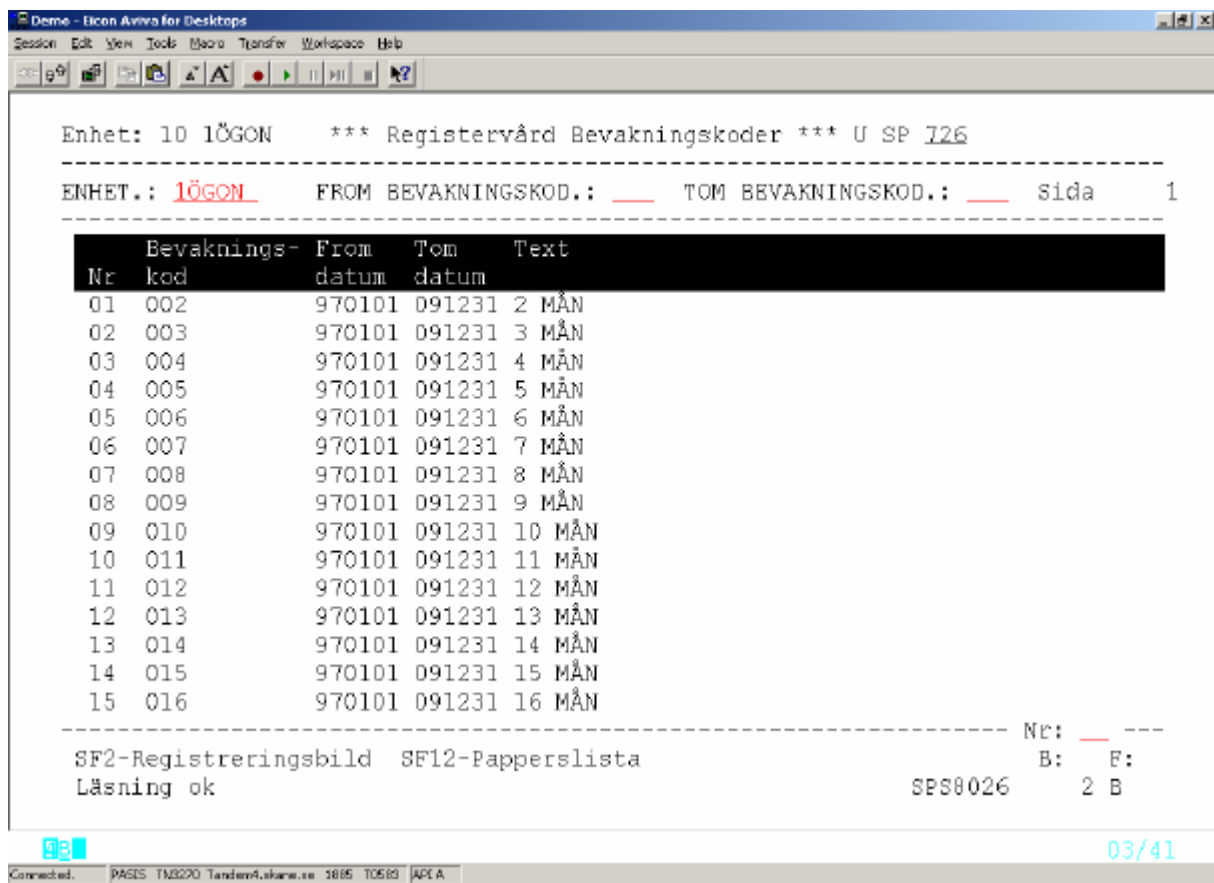 Demo - Eicon Aviva for Desktops
Session Edit View Tools Macro Transfer Workspace Help
Enhet: 10 1ÖGON *** Registervård Bevakningskoder *** U SP 726
ENHET.: 1ÖGON FROM BEVAKNINGSKOD.: ___ TOM BEVAKNINGSKOD.: ___ Sida 1
Bevaknings- From Tom Text
Nr kod datum datum
01 002 970101 091231 2 MÅN
02 003 970101 091231 3 MÅN
03 004 970101 091231 4 MÅN
04 005 970101 091231 5 MÅN
05 006 970101 091231 6 MÅN
06 007 970101 091231 7 MÅN
07 008 970101 091231 8 MÅN
08 009 970101 091231 9 MÅN
09 010 970101 091231 10 MÅN
10 011 970101 091231 11 MÅN
11 012 970101 091231 12 MÅN
12 013 970101 091231 13 MÅN
13 014 970101 091231 14 MÅN
14 015 970101 091231 15 MÅN
15 016 970101 091231 16 MÅN
Nr: __ ---
SF2-Registreringsbild SF12-Papperslista B: F:
Läsning ok SPS8026 2 B
03/41
Connected. PASIS TN3270 Tandem4.skane.se 1885 T0583 API A